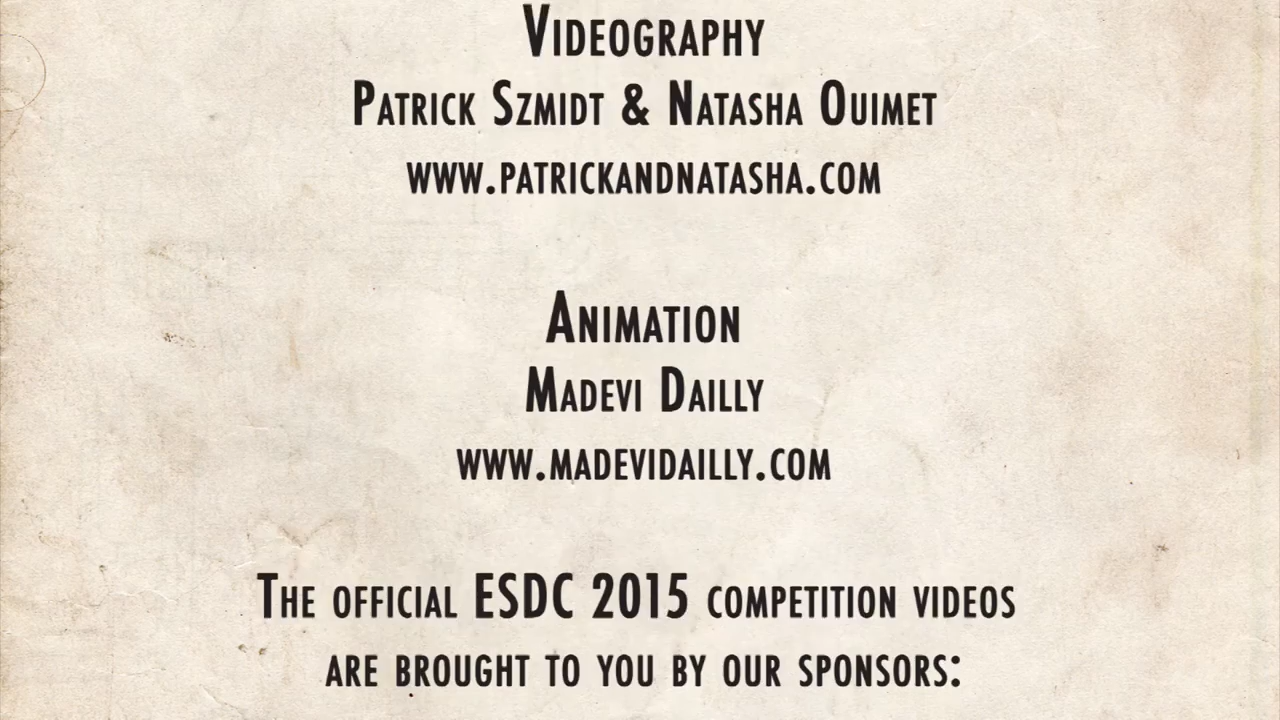 Videography
Patrick Szmidt & Natasha Ouimet
www.patrickandnatasha.com
Animation
Madevi Dailly
www.madevidailly.com
The official ESDC 2015 competition videos
are brought to you by our sponsors: